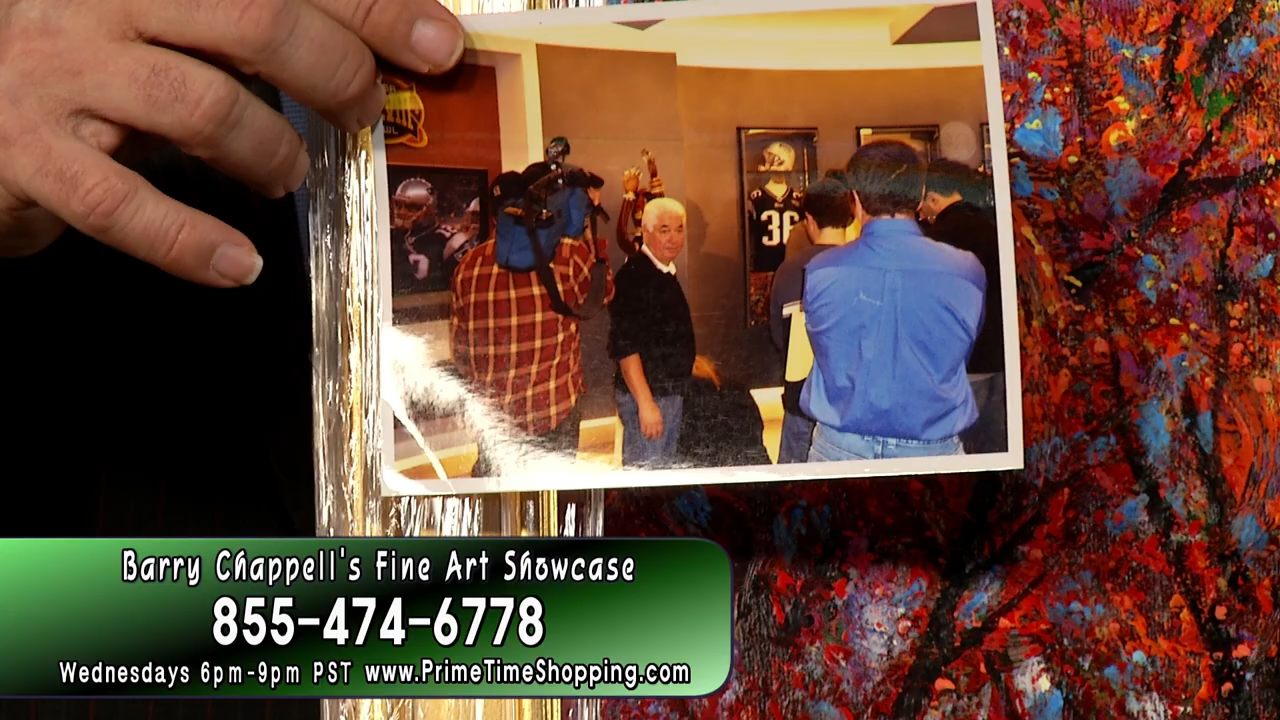 36
Barry Chappell's Fine Art Showcase
855-474-6778
Wednesdays 6pm-9pm PST www.PrimeTimeShopping.com